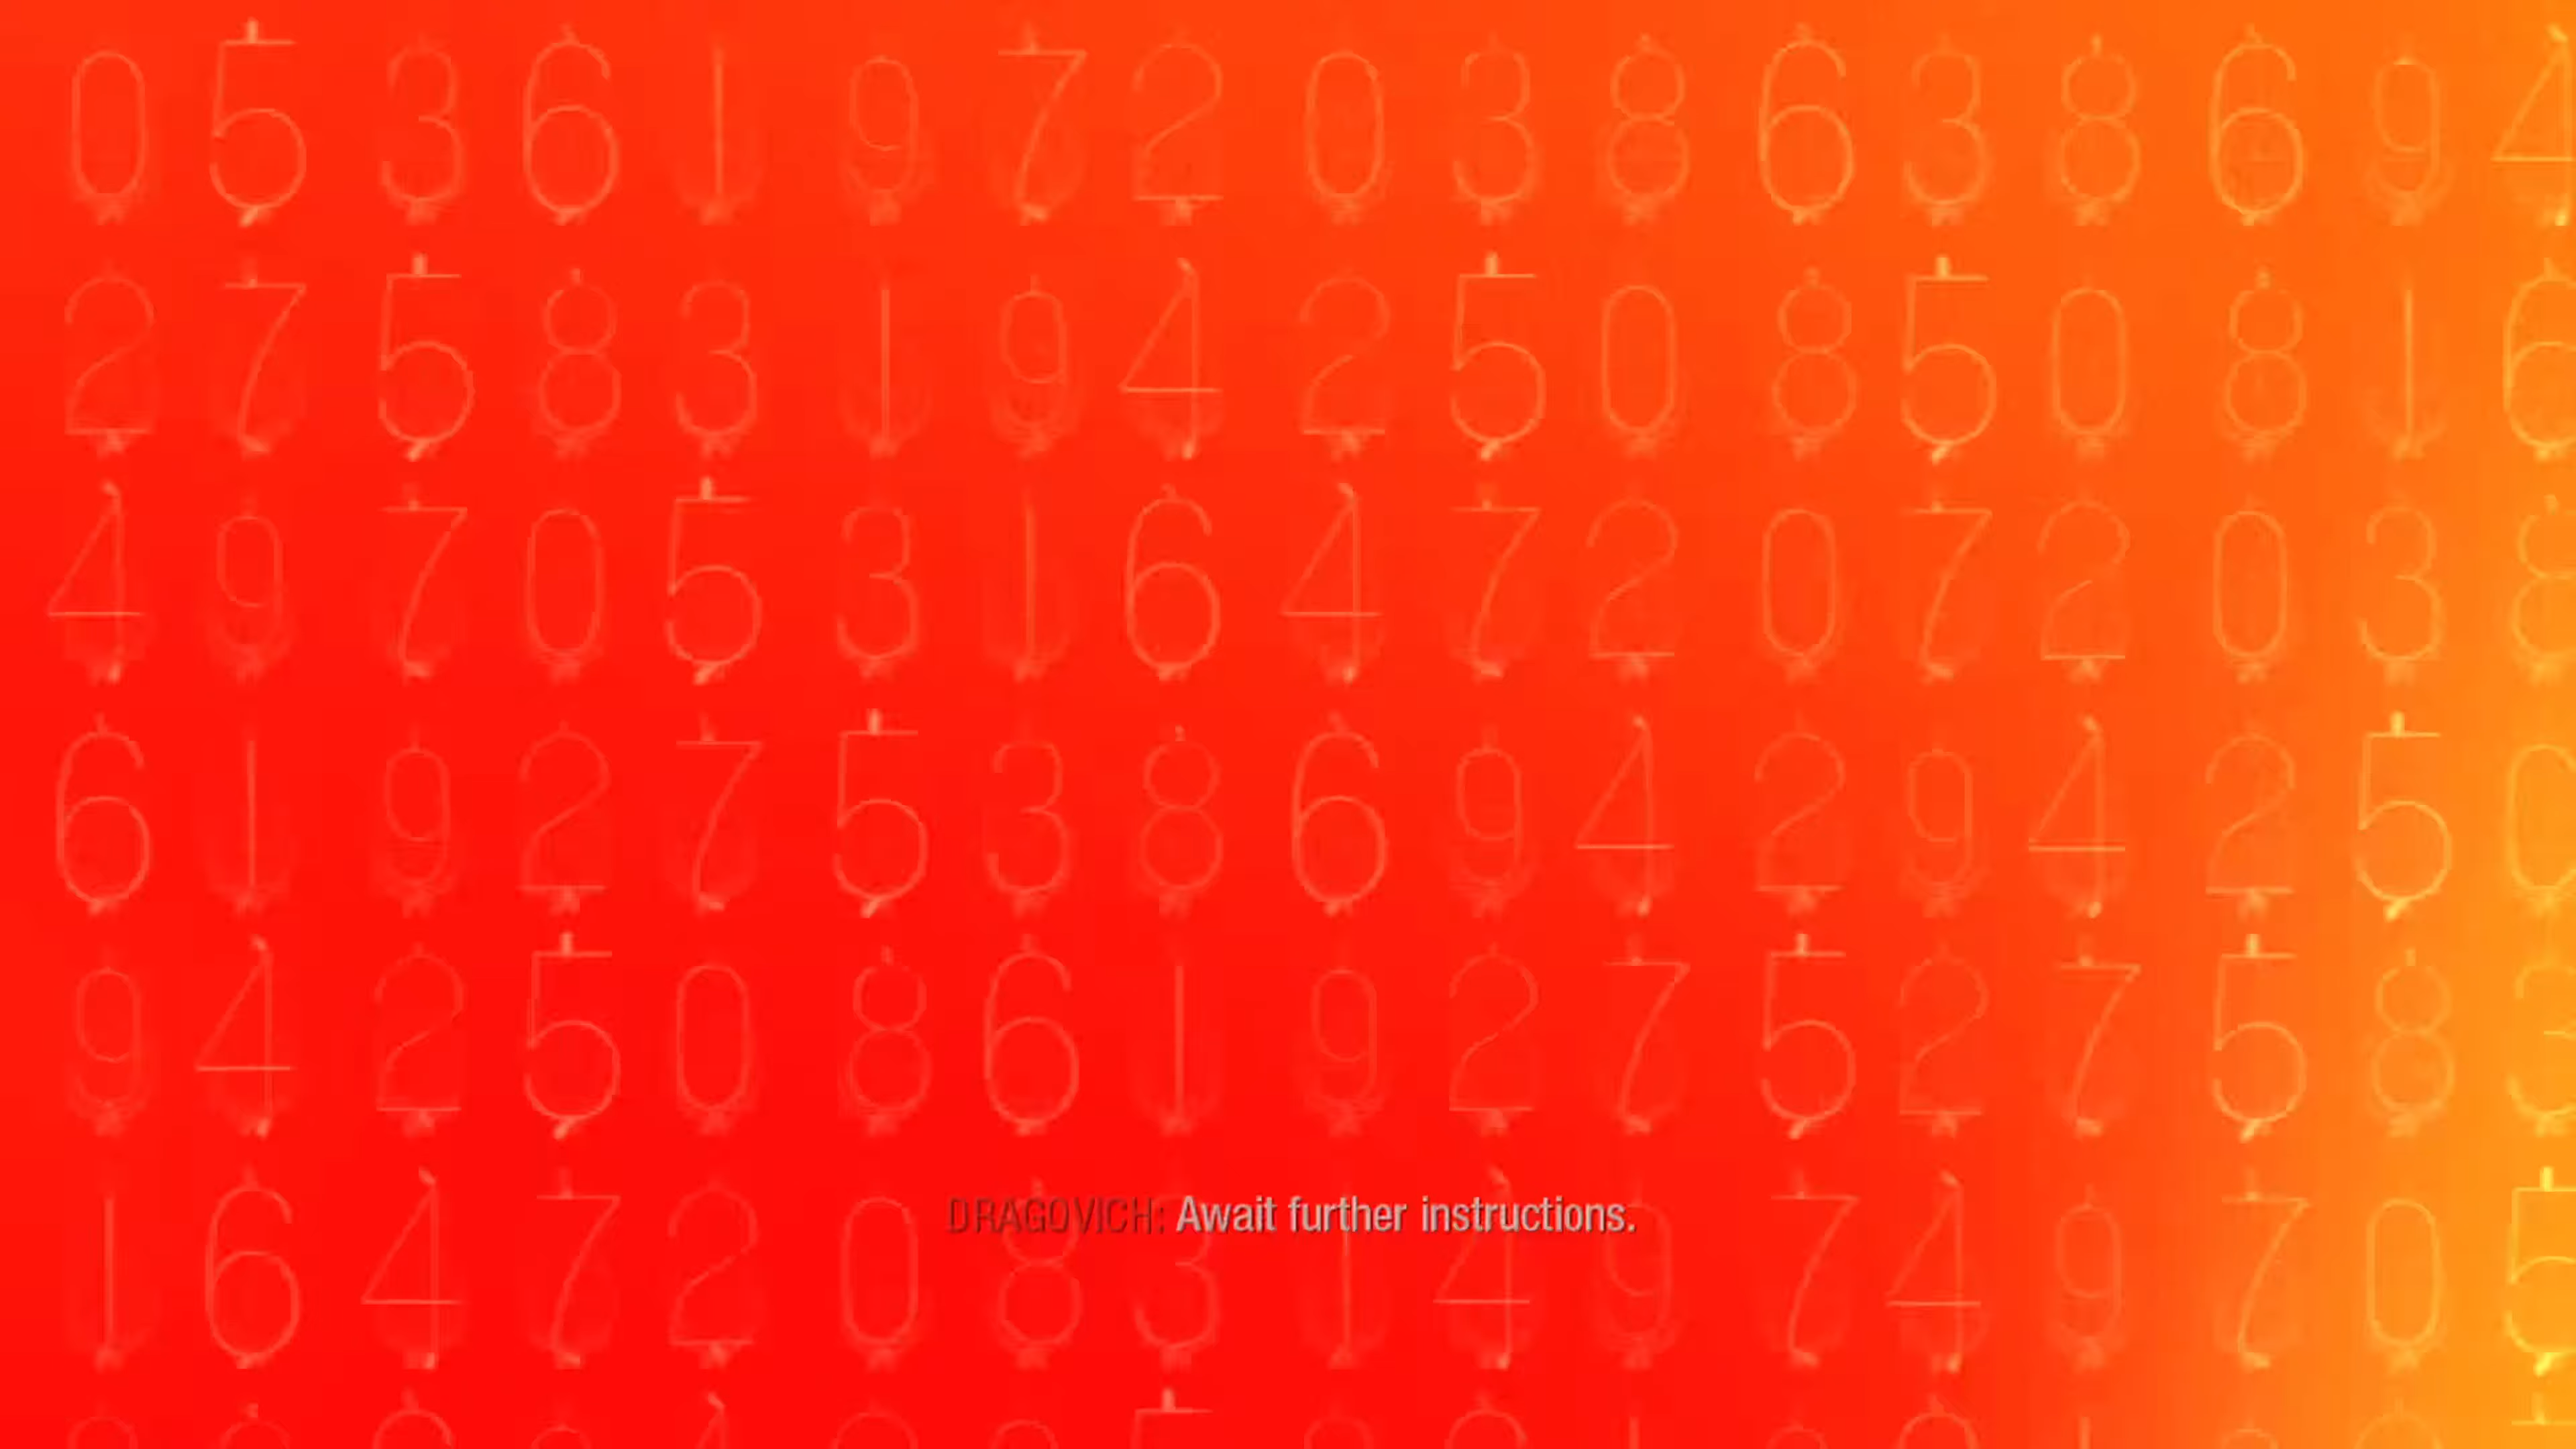 0 5 3 6 1 9 7 2 0 3 8 6 3 8 6 9 4
2 7 5 8 3 1 9 4 2 5 0 8 5 0 8 1 6
4 9 7 0 5 3 1 6 4 7 2 0 7 2 0 3 8
6 1 9 2 7 5 3 8 6 9 4 2 9 4 2 5 0
9 4 2 5 0 8 6 1 9 2 7 5 2 7 5 8 3
DRAGOVICH: Await further instructions.
1 6 4 7 2 0 8 3 1 4 9 7 4 9 7 0 5